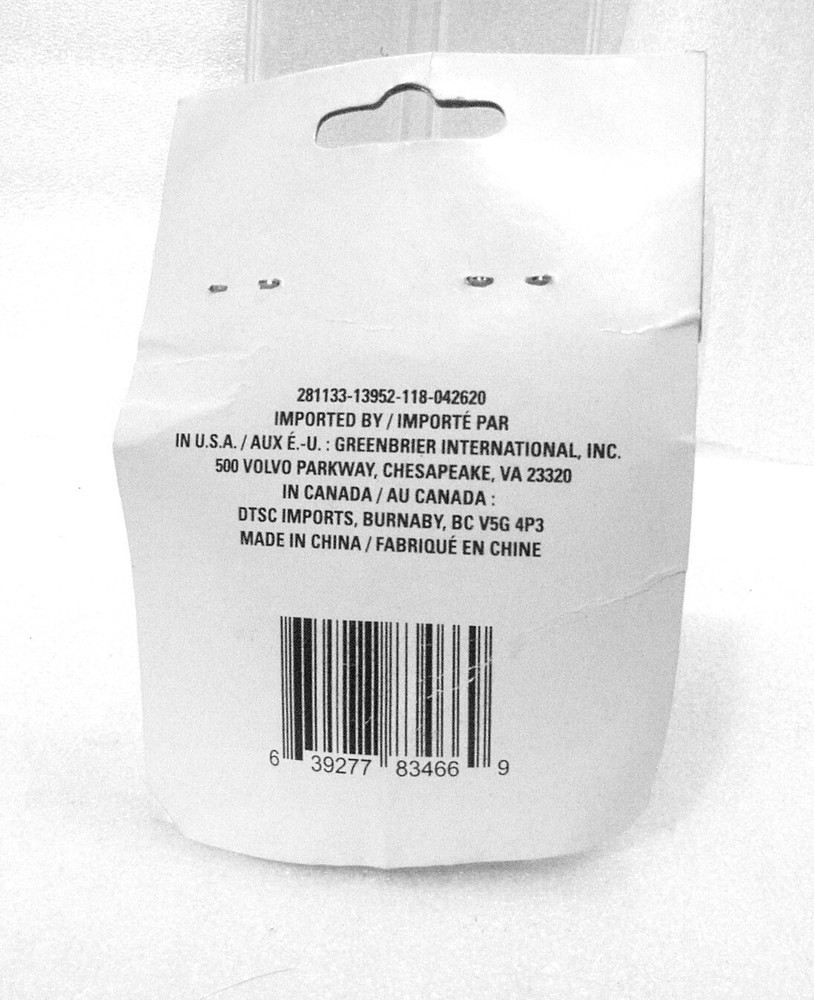 281133-13952-118-042620
IMPORTED BY / IMPORTÉ PAR
IN U.S.A. / AUX É.-U. : GREENBRIER INTERNATIONAL, INC.
500 VOLVO PARKWAY, CHESAPEAKE, VA 23320
IN CANADA / AU CANADA :
DTSC IMPORTS, BURNABY, BC V5G 4P3
MADE IN CHINA / FABRIQUÉ EN CHINE
6 39277 83466 9